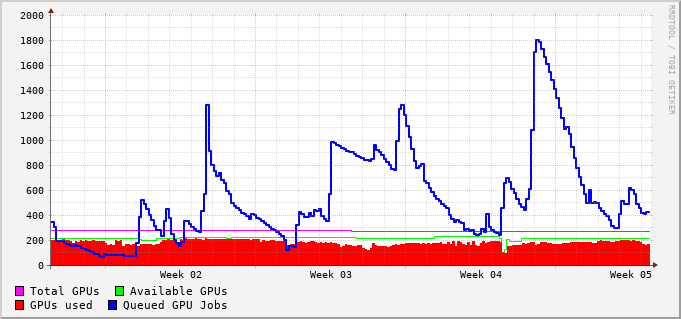 2000
1800
1600
1400
1200
1000
800
600
400
200
0
Week 02 Week 03 Week 04 Week 05
RRDTOOL / TOBI OETIKER
Total GPUs Available GPUs
GPUs used Queued GPU Jobs